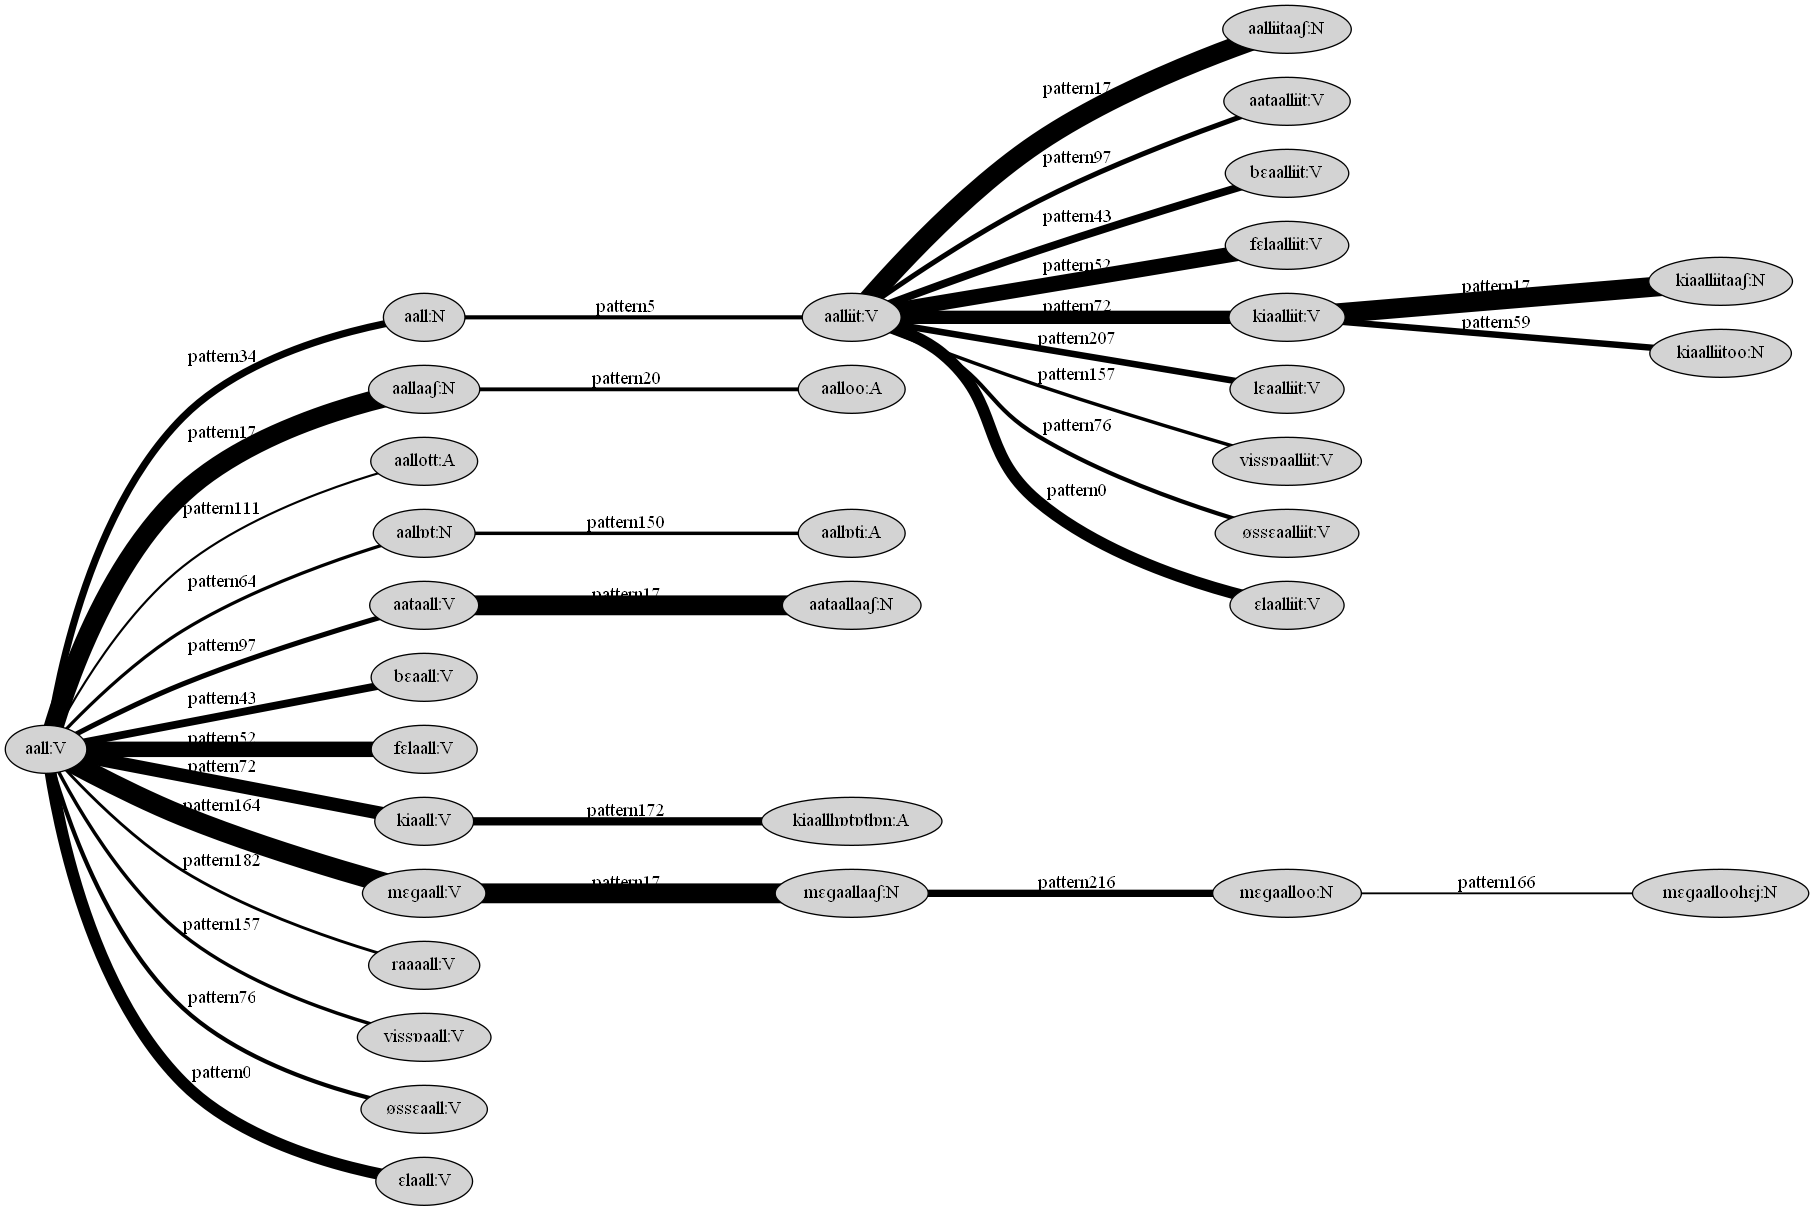 aall:V
pattern34
aall:N
pattern5
aalliit:V
pattern17
aalliitaaʃ:N
pattern97
aataalliit:V
pattern43
bɛaalliit:V
pattern52
fɛlaalliit:V
pattern72
kiaalliit:V
pattern17
kiaalliitaaʃ:N
pattern59
kiaalliitoo:N
pattern207
lɛaalliit:V
pattern157
vissɒaalliit:V
pattern76
øssɛaalliit:V
pattern0
ɛlaalliit:V
pattern17
aallaaʃ:N
pattern20
aalloo:A
pattern111
aallott:A
pattern64
aallɒt:N
pattern150
aallɒti:A
pattern97
aataall:V
pattern17
aataallaaʃ:N
pattern43
bɛaall:V
pattern52
fɛlaall:V
pattern72
kiaall:V
pattern172
kiaallhɒtɒtlɒn:A
pattern164
mɛgaall:V
pattern17
mɛgaallaaʃ:N
pattern216
mɛgaalloo:N
pattern166
mɛgaalloohɛj:N
pattern182
raaaall:V
pattern157
vissɒaall:V
pattern76
øssɛaall:V
pattern0
ɛlaall:V